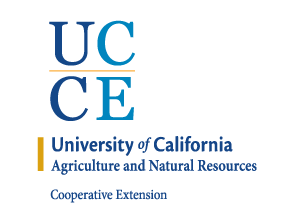 UC
CE
University of California
Agriculture and Natural Resources
Cooperative Extension